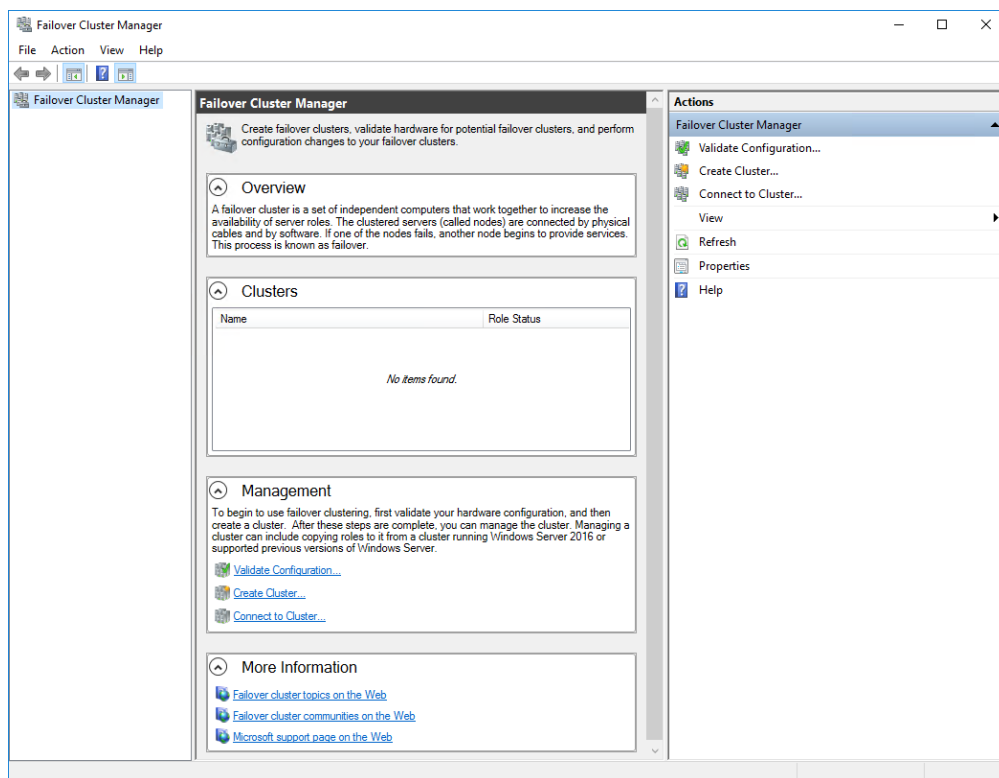 Failover Cluster Manager
File Action View Help
Failover Cluster Manager
Failover Cluster Manager
Create failover clusters, validate hardware for potential failover clusters, and perform
configuration changes to your failover clusters.
Overview
A failover cluster is a set of independent computers that work together to increase the
availability of server roles. The clustered servers (called nodes) are connected by physical
cables and by software. If one of the nodes fails, another node begins to provide services.
This process is known as failover.
Clusters
Name Role Status
No items found.
Management
To begin to use failover clustering, first validate your hardware configuration, and then
create a cluster. After these steps are complete, you can manage the cluster. Managing a
cluster can include copying roles to it from a cluster running Windows Server 2016 or
supported previous versions of Windows Server.
Validate Configuration...
Create Cluster...
Connect to Cluster...
More Information
Failover cluster topics on the Web
Failover cluster communities on the Web
Microsoft support page on the Web
Actions
Failover Cluster Manager
Validate Configuration...
Create Cluster...
Connect to Cluster...
View
Refresh
Properties
Help